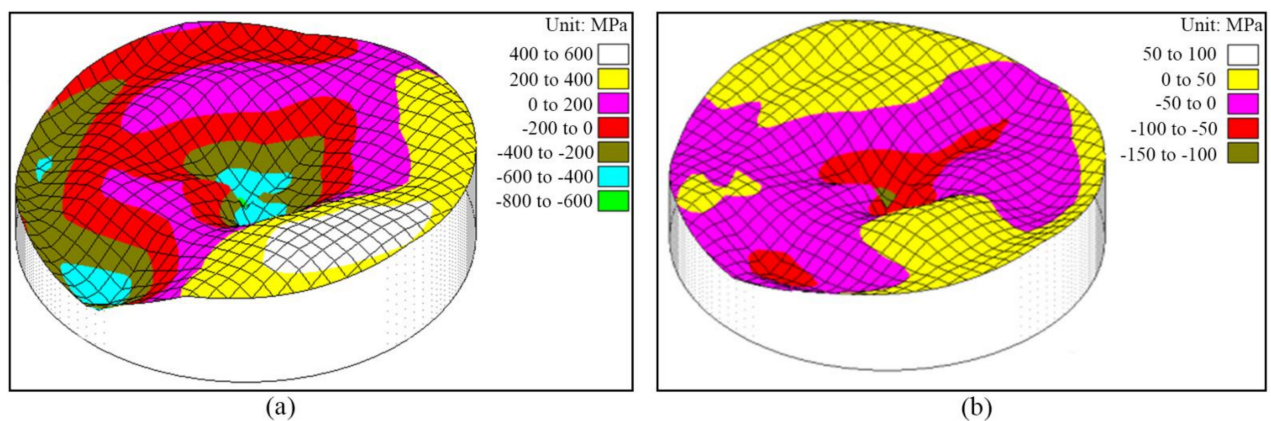 Unit: MPa
400 to 600
200 to 400
0 to 200
-200 to 0
-400 to -200
-600 to -400
-800 to -600
(a)
Unit: MPa
50 to 100
0 to 50
-50 to 0
-100 to -50
-150 to -100
(b)